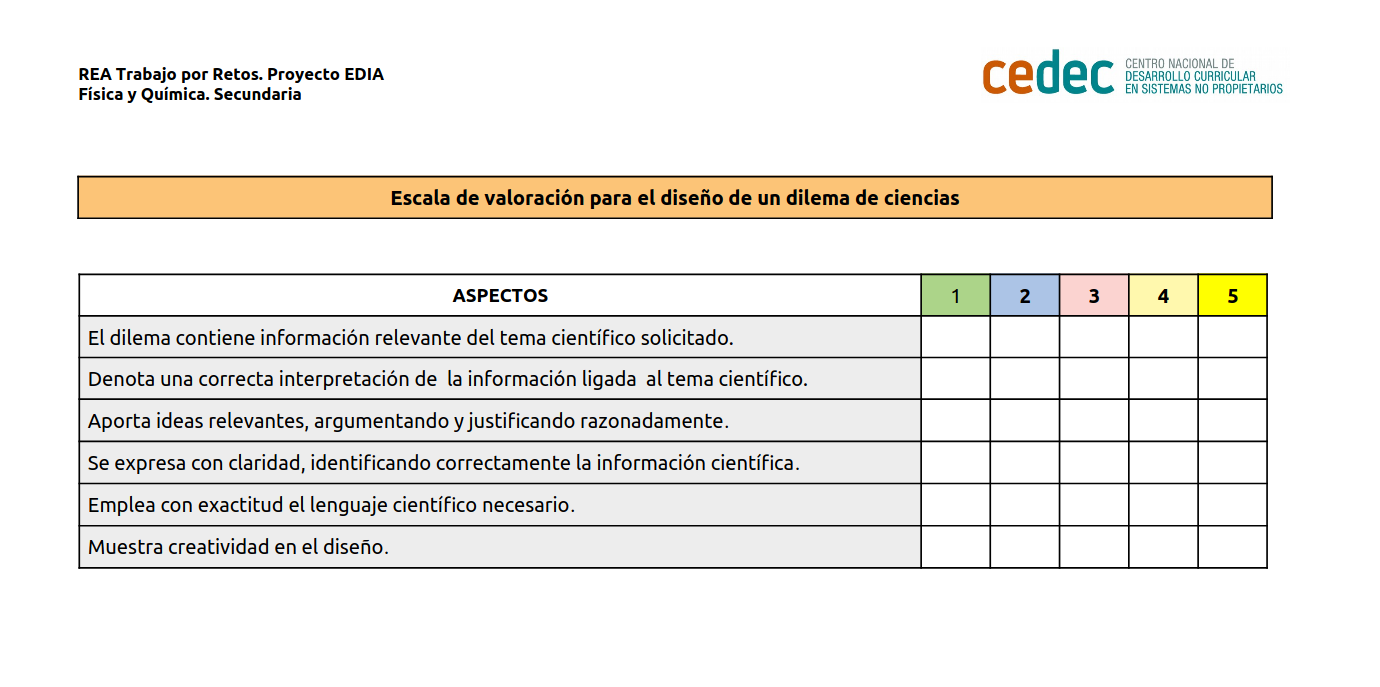 REA Trabajo por Retos. Proyecto EDIA
Física y Química. Secundaria
cedec
CENTRO NACIONAL DE
DESARROLLO CURRICULAR
EN SISTEMAS NO PROPIETARIOS
Escala de valoración para el diseño de un dilema de ciencias
ASPECTOS 1 2 3 4 5
El dilema contiene información relevante del tema científico solicitado.
Denota una correcta interpretación de la información ligada al tema científico.
Aporta ideas relevantes, argumentando y justificando razonadamente.
Se expresa con claridad, identificando correctamente la información científica.
Emplea con exactitud el lenguaje científico necesario.
Muestra creatividad en el diseño.